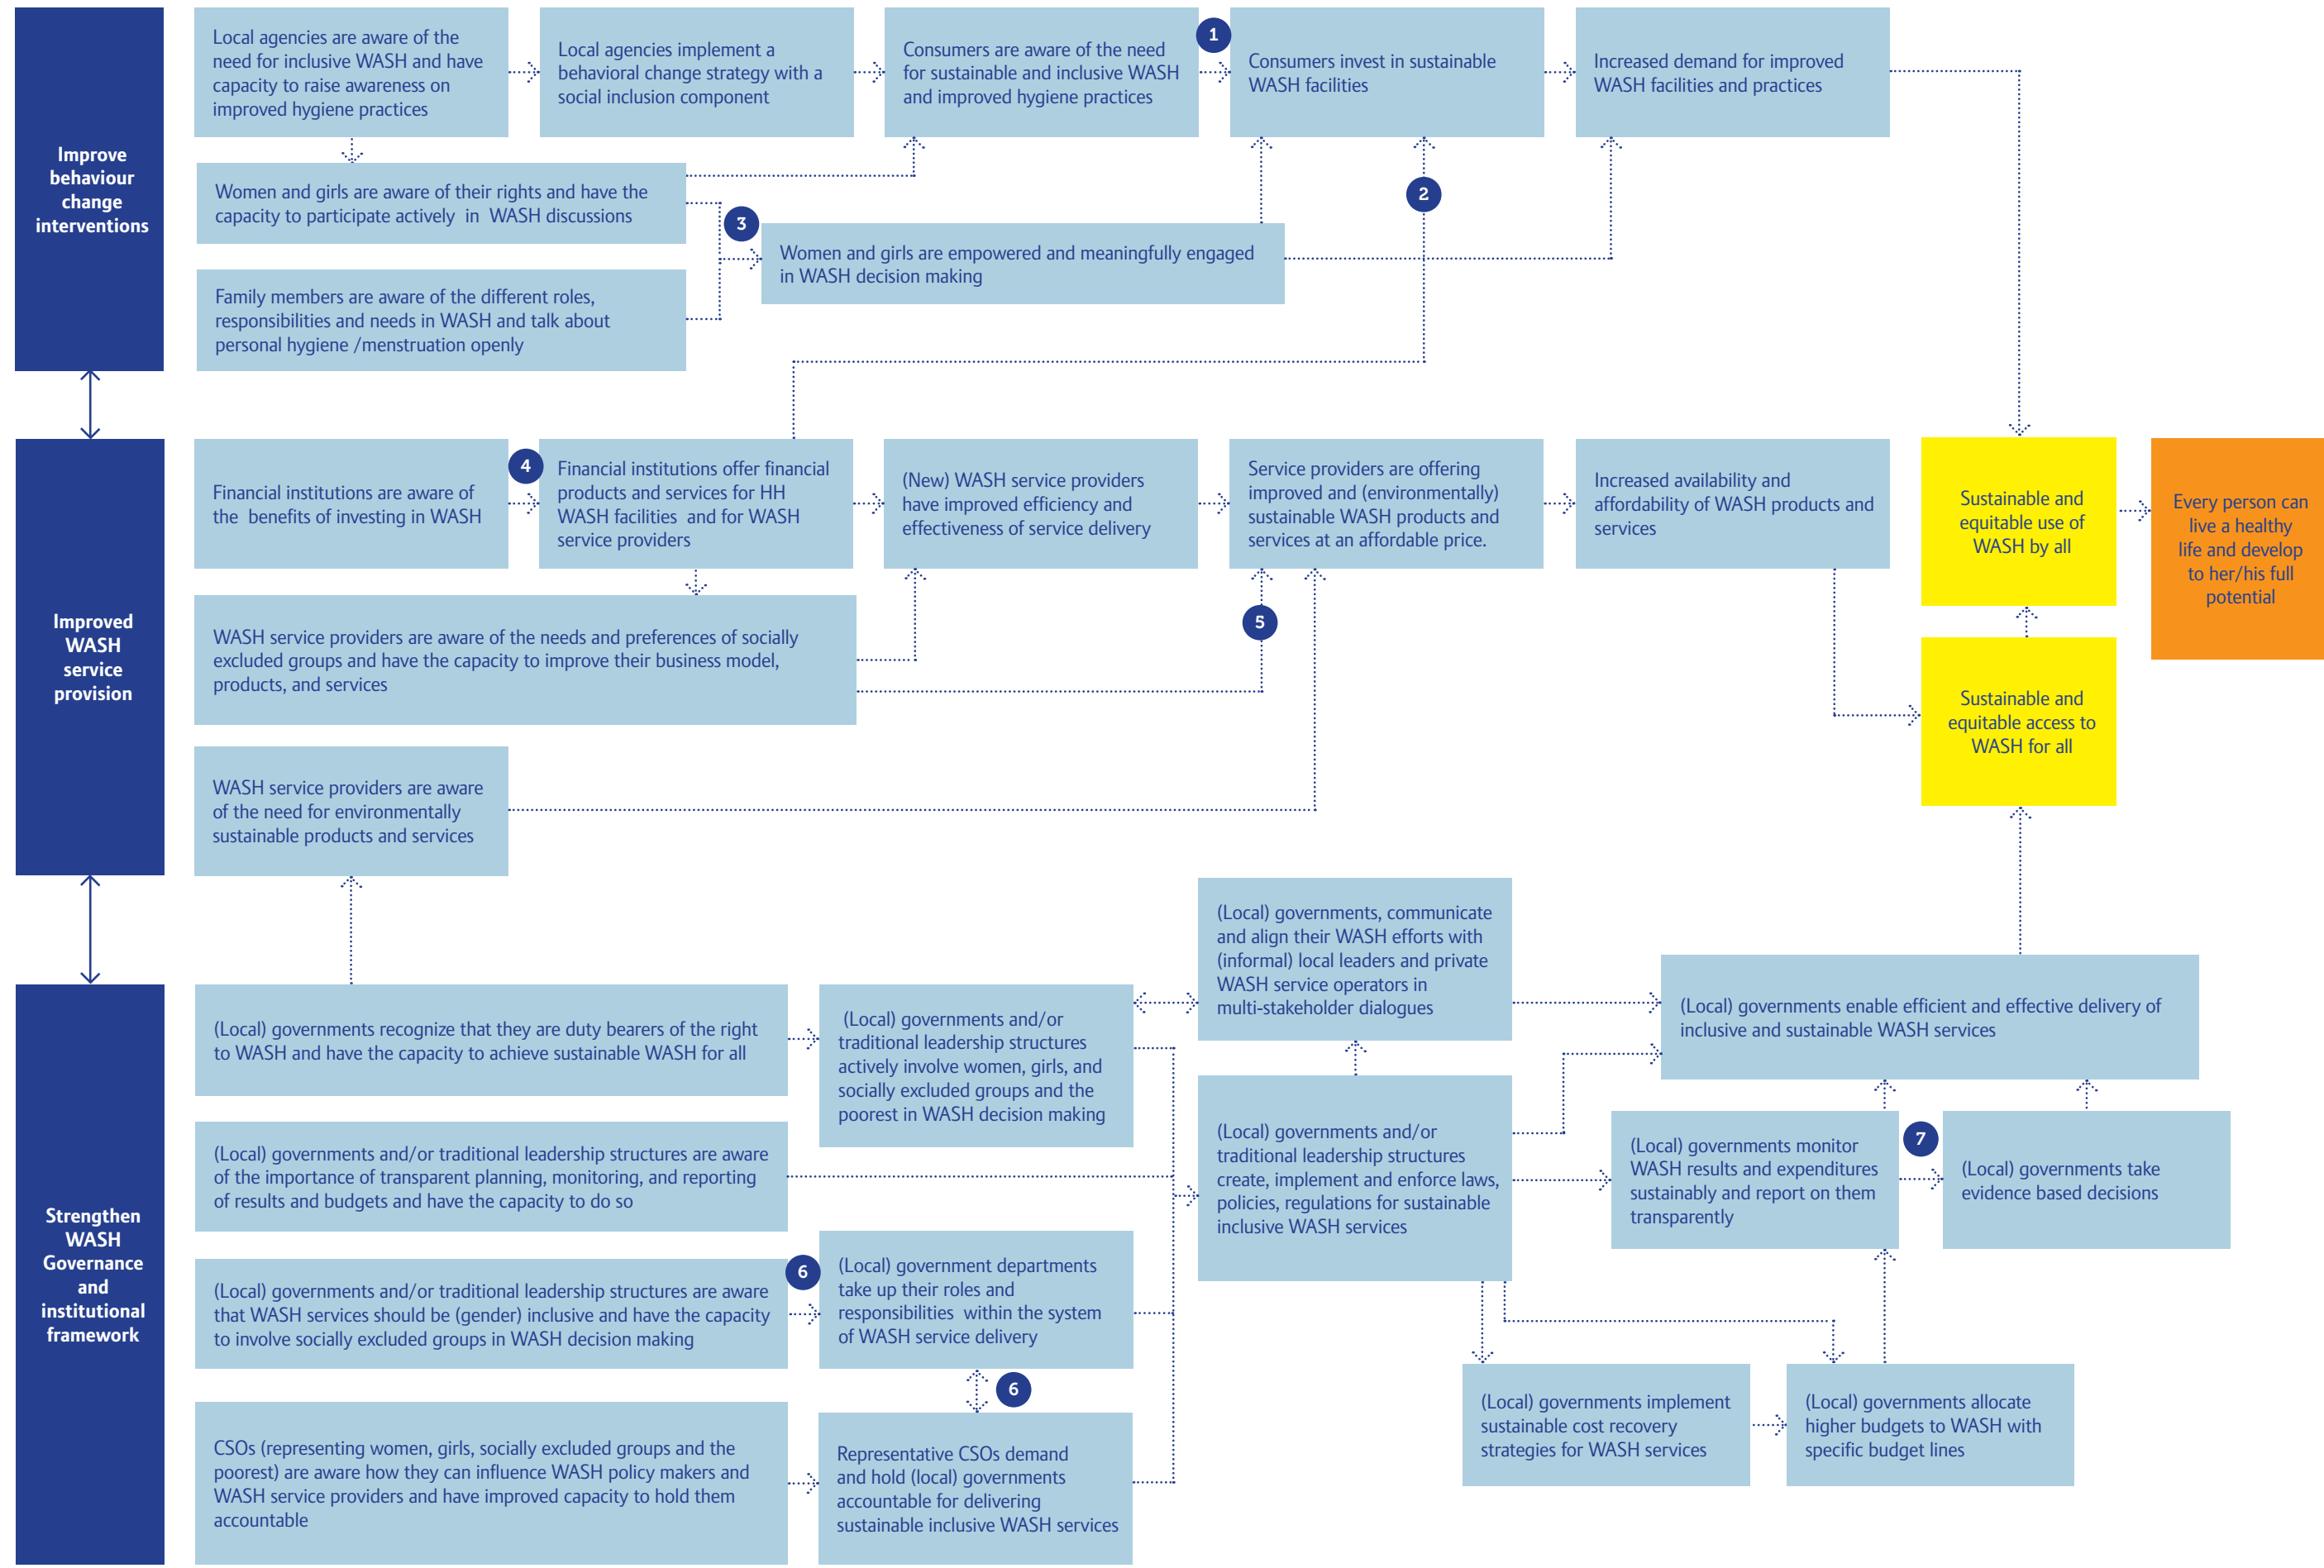 Improve
behaviour
change
interventions
Local agencies are aware of the
need for inclusive WASH and have
capacity to raise awareness on
improved hygiene practices
Local agencies implement a
behavioral change strategy with a
social inclusion component
Consumers are aware of the need
for sustainable and inclusive WASH
and improved hygiene practices
1
Consumers invest in sustainable
WASH facilities
Increased demand for improved
WASH facilities and practices
Women and girls are aware of their rights and have the
capacity to participate actively in WASH discussions
2
3
Women and girls are empowered and meaningfully engaged
in WASH decision making
Family members are aware of the different roles,
responsibilities and needs in WASH and talk about
personal hygiene /menstruation openly
Improved
WASH
service
provision
Financial institutions are aware of
the benefits of investing in WASH
4
Financial institutions offer financial
products and services for HH
WASH facilities and for WASH
service providers
(New) WASH service providers
have improved efficiency and
effectiveness of service delivery
Service providers are offering
improved and (environmentally)
sustainable WASH products and
services at an affordable price.
Increased availability and
affordability of WASH products and
services
Sustainable and
equitable use of
WASH by all
Every person can
live a healthy
life and develop
to her/his full
potential
WASH service providers are aware of the needs and preferences of socially
excluded groups and have the capacity to improve their business model,
products, and services
5
Sustainable and
equitable access to
WASH for all
WASH service providers are aware
of the need for environmentally
sustainable products and services
Strengthen
WASH
Governance
and
institutional
framework
(Local) governments recognize that they are duty bearers of the right
to WASH and have the capacity to achieve sustainable WASH for all
(Local) governments and/or
traditional leadership structures
actively involve women, girls, and
socially excluded groups and the
poorest in WASH decision making
(Local) governments, communicate
and align their WASH efforts with
(informal) local leaders and private
WASH service operators in
multi-stakeholder dialogues
(Local) governments enable efficient and effective delivery of
inclusive and sustainable WASH services
(Local) governments and/or traditional leadership structures are aware
of the importance of transparent planning, monitoring, and reporting
of results and budgets and have the capacity to do so
(Local) governments and/or
traditional leadership structures
create, implement and enforce laws,
policies, regulations for sustainable
inclusive WASH services
(Local) governments monitor
WASH results and expenditures
sustainably and report on them
transparently
7
(Local) governments take
evidence based decisions
(Local) governments and/or traditional leadership structures are aware
that WASH services should be (gender) inclusive and have the capacity
to involve socially excluded groups in WASH decision making
6
(Local) government departments
take up their roles and
responsibilities within the system
of WASH service delivery
6
CSOs (representing women, girls, socially excluded groups and the
poorest) are aware how they can influence WASH policy makers and
WASH service providers and have improved capacity to hold them
accountable
Representative CSOs demand
and hold (local) governments
accountable for delivering
sustainable inclusive WASH services
(Local) governments implement
sustainable cost recovery
strategies for WASH services
(Local) governments allocate
higher budgets to WASH with
specific budget lines